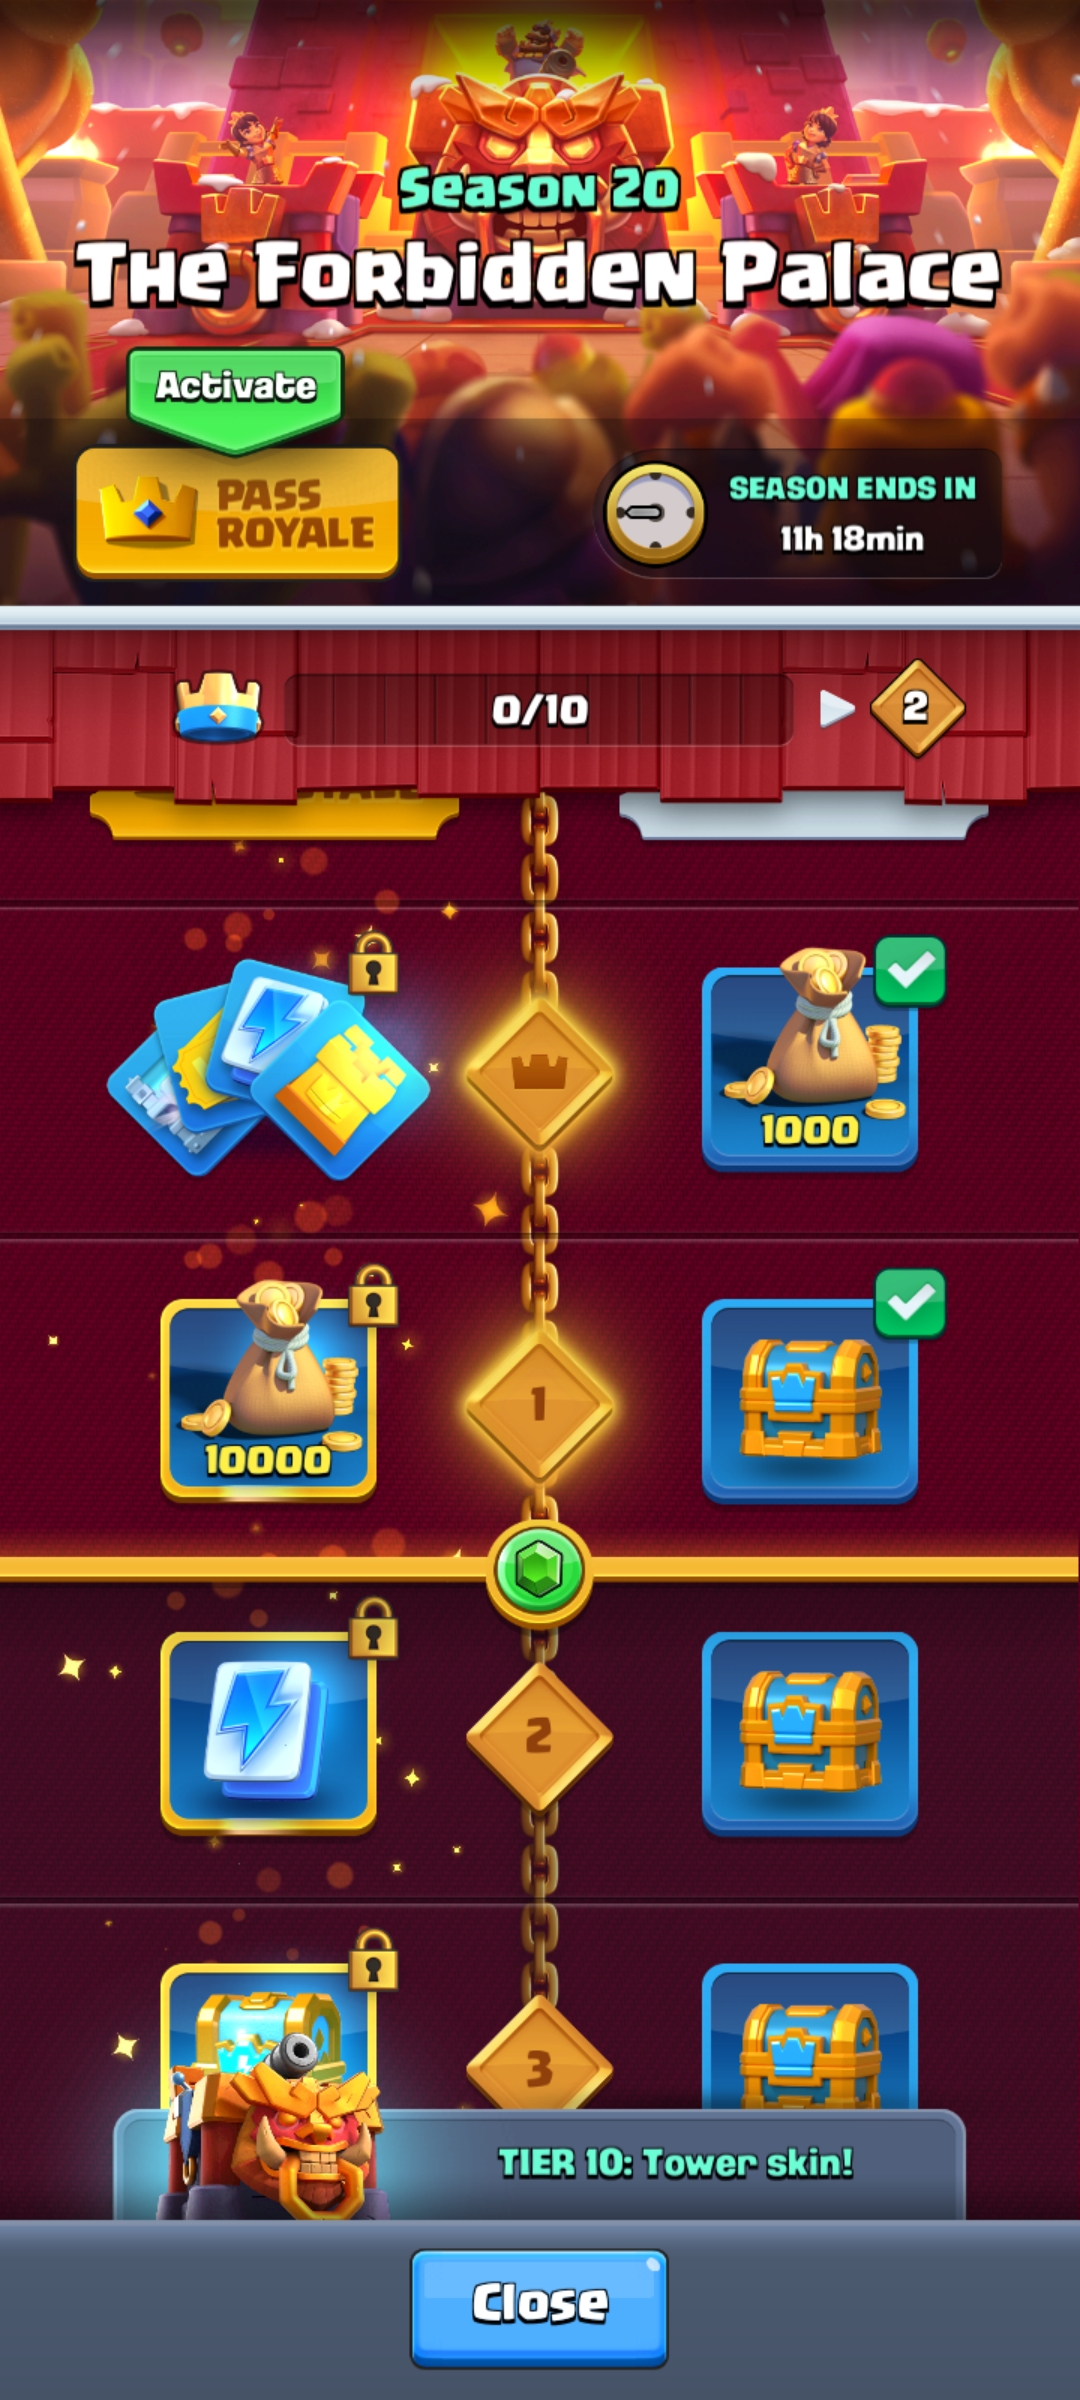 Season 20
The Forbidden Palace
Activate
PASS
ROYALE
SEASON ENDS IN
11h 18min
0/10
2
1000
10000
1
2
3
TIER 10: Tower skin!
Close